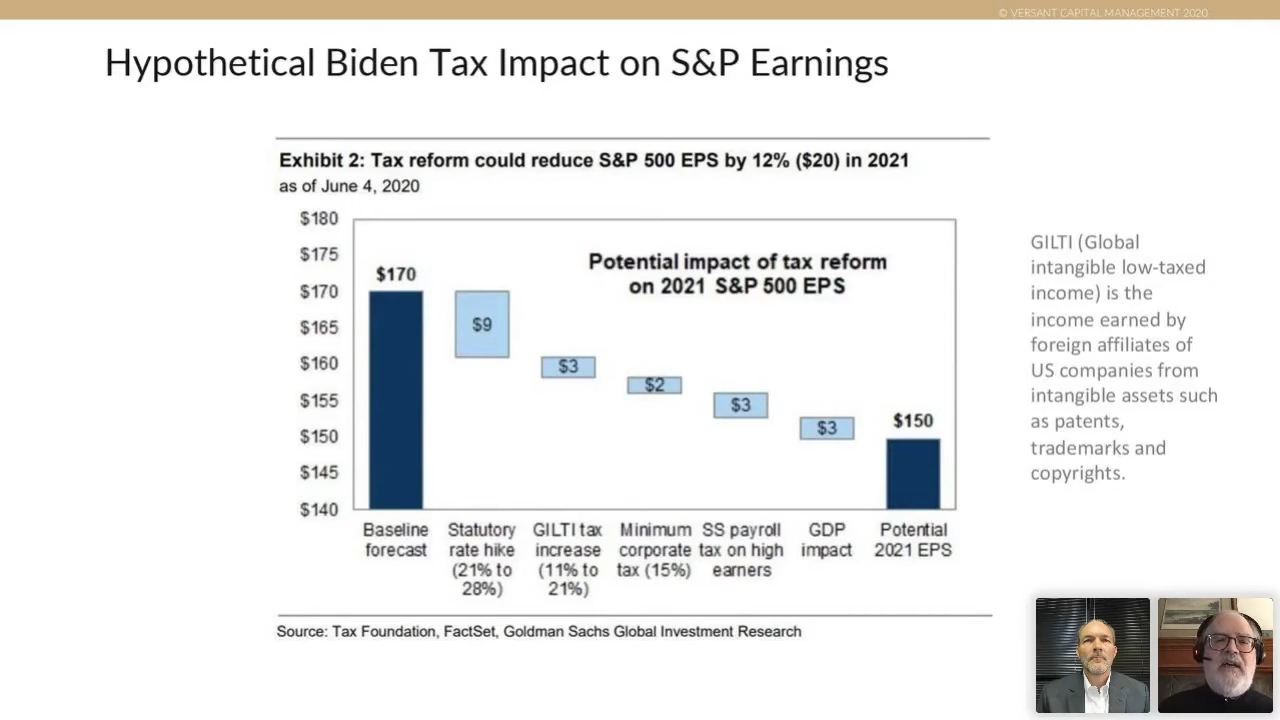 © VERSANT CAPITAL MANAGEMENT 2020
Hypothetical Biden Tax Impact on S&P Earnings
Exhibit 2: Tax reform could reduce S&P 500 EPS by 12% ($20) in 2021
as of June 4, 2020
$180
$175
$170
$165
$160
$155
$150
$145
$140
Potential impact of tax reform
on 2021 S&P 500 EPS
$170
$9
$3
$2
$3
$3
$150
Baseline
forecast
Statutory
rate hike
(21% to
28%)
GILTI tax
increase
(11% to
21%)
Minimum
corporate
tax (15%)
SS payroll
tax on high
earners
GDP
impact
Potential
2021 EPS
Source: Tax Foundation, FactSet, Goldman Sachs Global Investment Research
GILTI (Global
intangible low-taxed
income) is the
income earned by
foreign affiliates of
US companies from
intangible assets such
as patents,
trademarks and
copyrights.